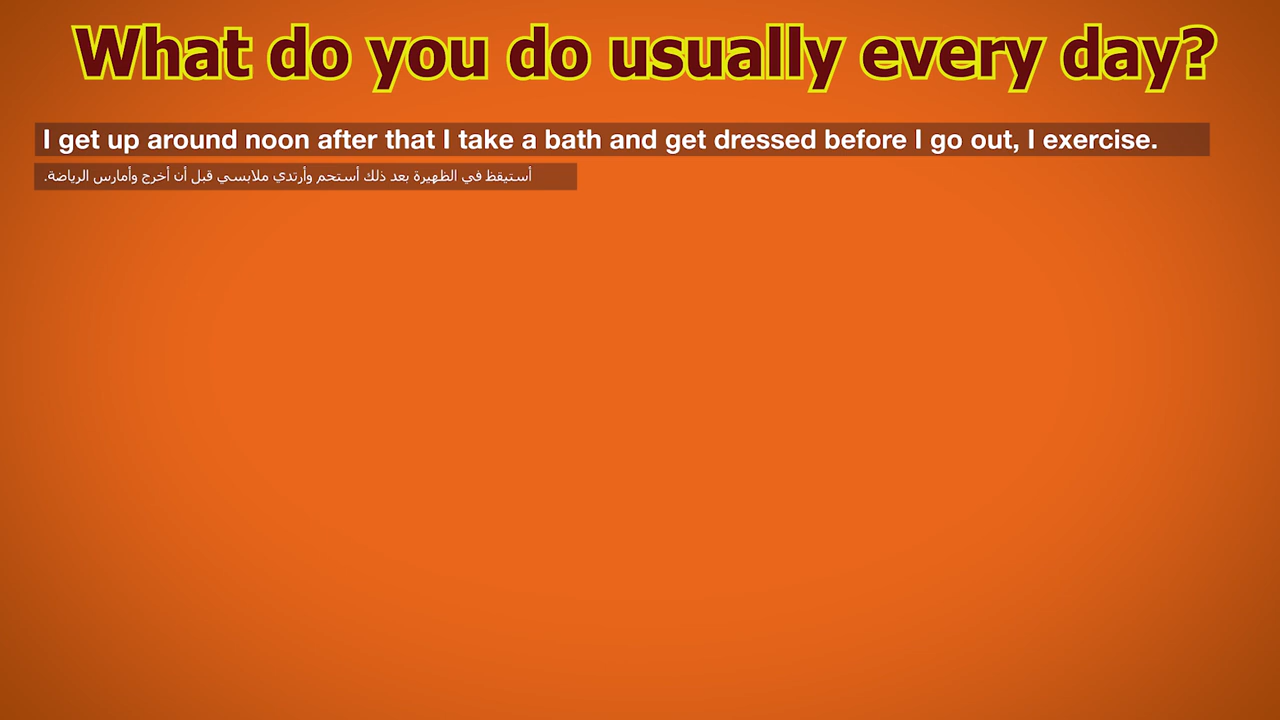 What do you do usually every day?
I get up around noon after that I take a bath and get dressed before I go out, I exercise.
أستيقظ في الظهيرة بعد ذلك أستحم وأرتدي ملابسي قبل أن أخرج وأمارس الرياضة.